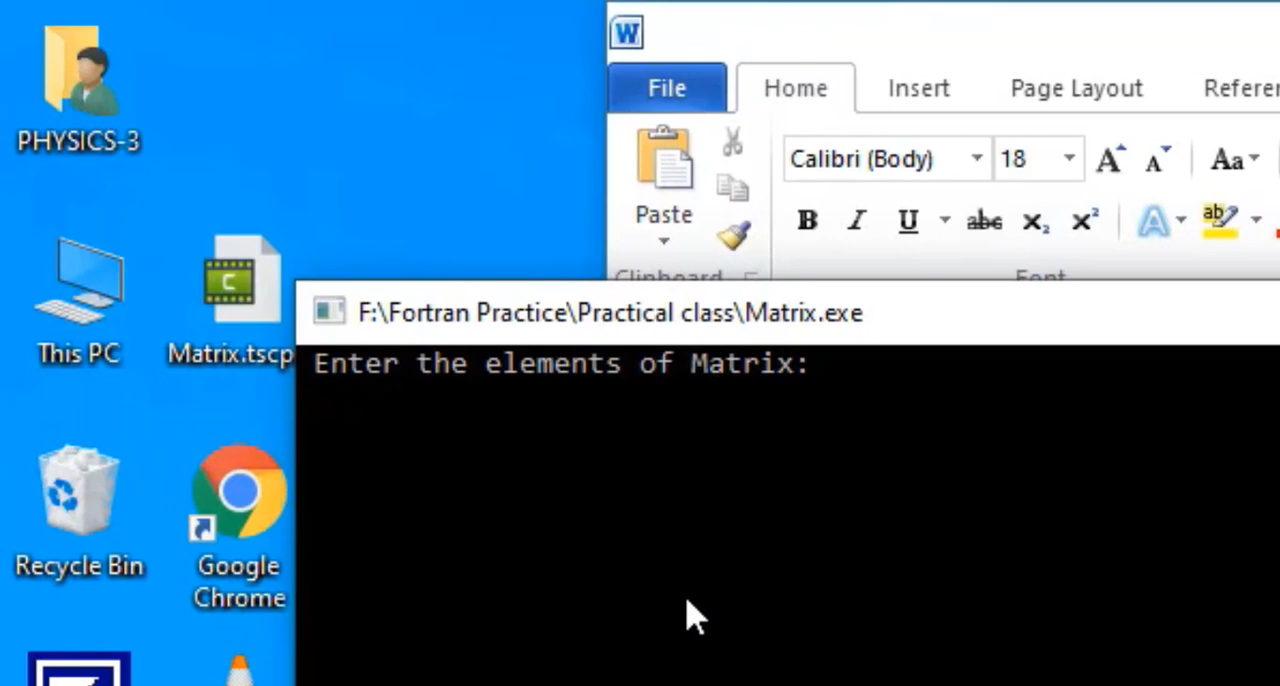 PHYSICS-3
This PC
Matrix.tscp
Recycle Bin
Google
Chrome
W
File Home Insert Page Layout
Paste
Calibri (Body) 18 A A Aa
B I U abc X₂ X² A ab
Clipboard Font
F:\Fortran Practice\Practical class\Matrix.exe
Enter the elements of Matrix: